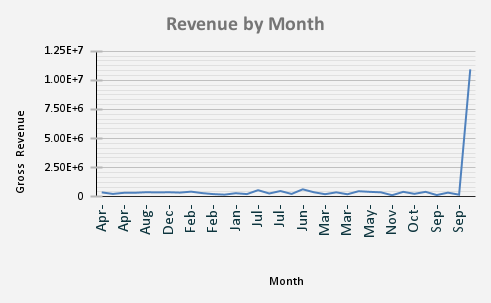 Revenue by Month
1.25E+7
1.00E+7
7.50E+6
5.00E+6
2.50E+6
0
Gross Revenue
Apr-
Apr-
Aug-
Dec-
Feb-
Feb-
Jan-
Jul-
Jul-
Jun-
Mar-
Mar-
May-
Nov-
Oct-
Sep-
Sep-
Month